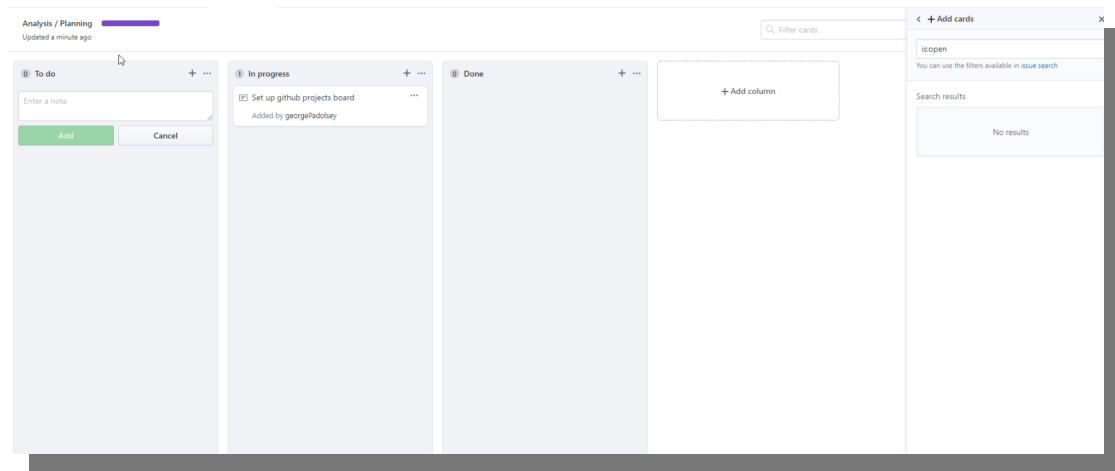 Analysis / Planning
Updated a minute ago
Filter cards
0 To do
Enter a note
Add Cancel
1 In progress
Set up github projects board
Added by georgePadolsey
0 Done
+ Add column
+ Add cards
is:open
You can use the filters available in issue search
Search results
No results